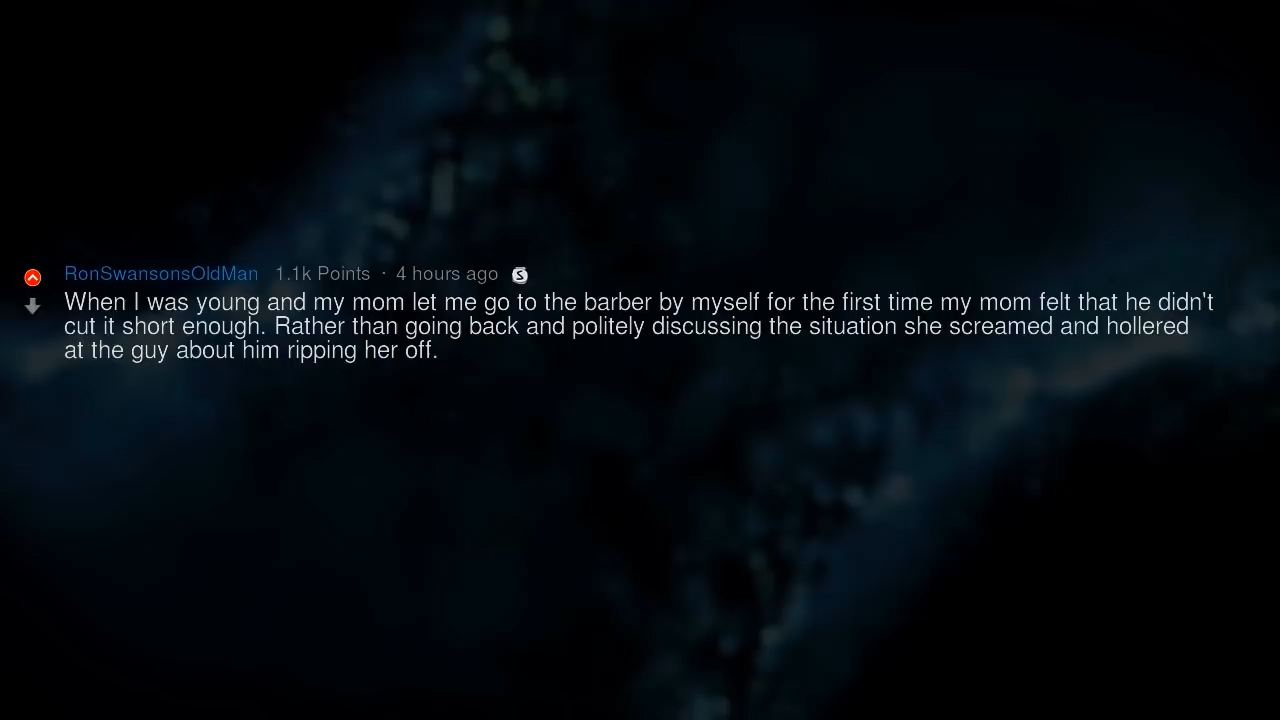 RonSwansonsOldMan 1.1k Points · 4 hours ago S
When I was young and my mom let me go to the barber by myself for the first time my mom felt that he didn't
cut it short enough. Rather than going back and politely discussing the situation she screamed and hollered
at the guy about him ripping her off.